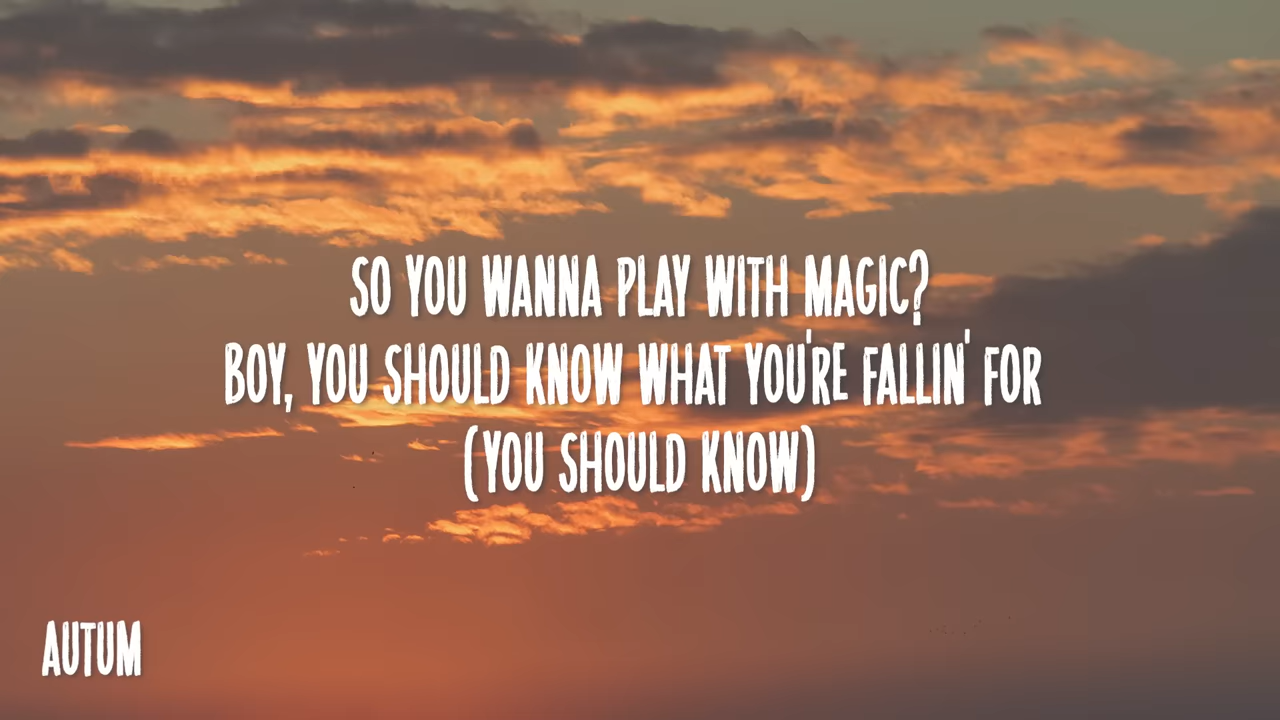 SO YOU WANNA PLAY WITH MAGIC?
BOY, YOU SHOULD KNOW WHAT YOU'RE FALLIN' FOR
(YOU SHOULD KNOW)
AUTUM